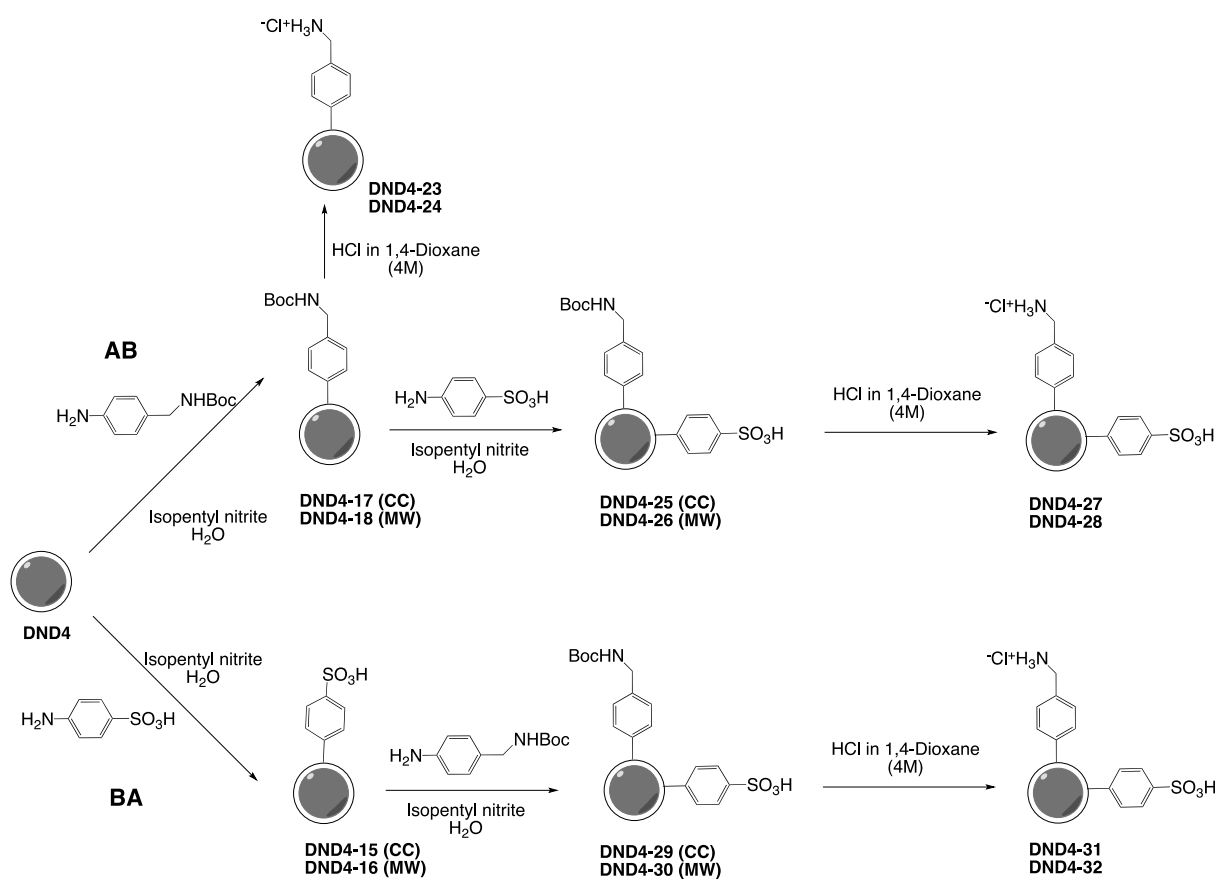 ⁻Cl⁺H₃N
DND4-23
DND4-24
HCl in 1,4-Dioxane
(4M)
AB
H₂N
NHBoc
Isopentyl nitrite
H₂O
BocHN
DND4-17 (CC)
DND4-18 (MW)
H₂N
SO₃H
Isopentyl nitrite
H₂O
BocHN
SO₃H
DND4-25 (CC)
DND4-26 (MW)
HCl in 1,4-Dioxane
(4M)
⁻Cl⁺H₃N
SO₃H
DND4-27
DND4-28
DND4
Isopentyl nitrite
H₂O
H₂N
SO₃H
BA
SO₃H
DND4-15 (CC)
DND4-16 (MW)
H₂N
NHBoc
Isopentyl nitrite
H₂O
BocHN
SO₃H
DND4-29 (CC)
DND4-30 (MW)
HCl in 1,4-Dioxane
(4M)
⁻Cl⁺H₃N
SO₃H
DND4-31
DND4-32